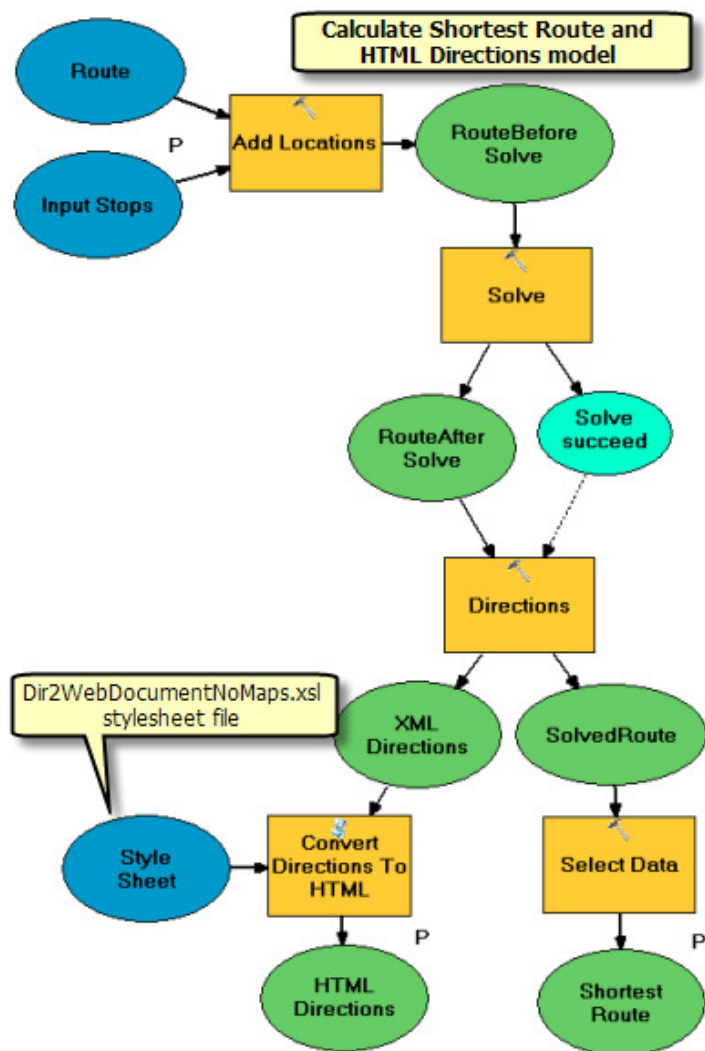 Calculate Shortest Route and
HTML Directions model
Route
P
Add Locations
RouteBefore
Solve
Input Stops
Solve
RouteAfter
Solve
Solve
succeed
Directions
Dir2WebDocumentNoMaps.xsl
stylesheet file
XML
Directions
SolvedRoute
Style
Sheet
Convert
Directions To
HTML
Select Data
P
P
HTML
Directions
Shortest
Route